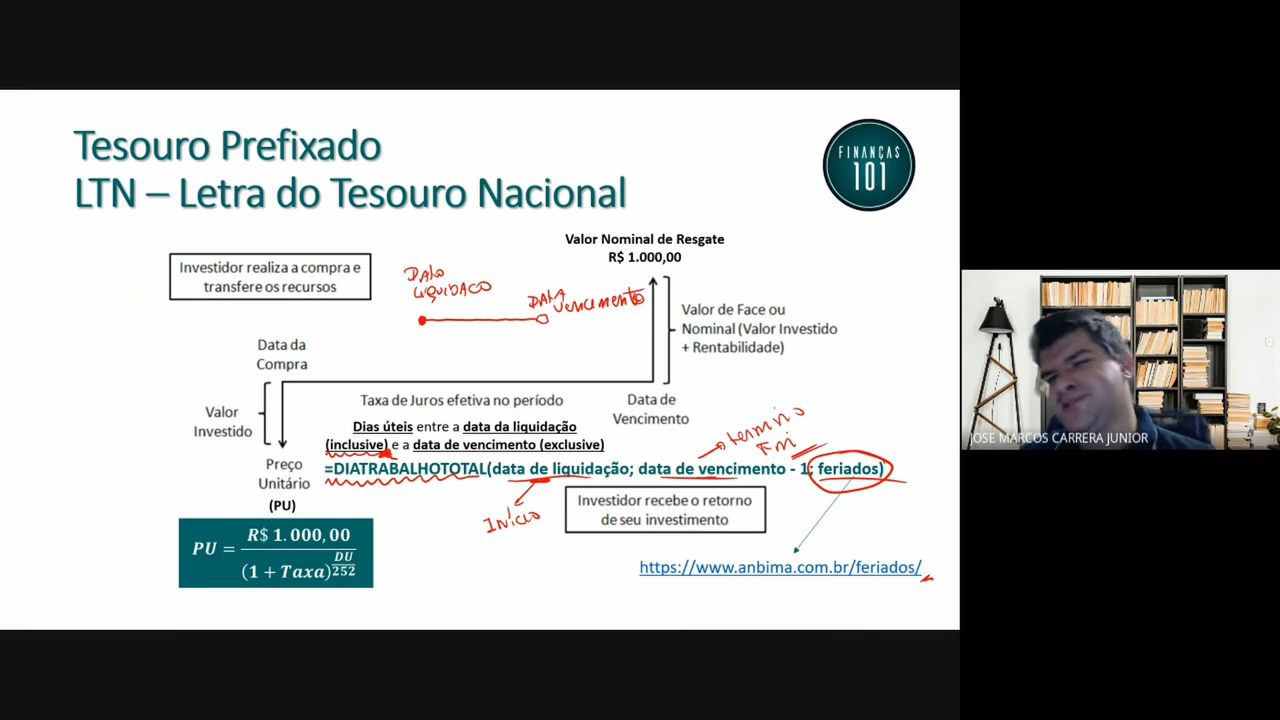 Tesouro Prefixado
LTN – Letra do Tesouro Nacional
FINANÇAS
101
Valor Nominal de Resgate
R$ 1.000,00
Investidor realiza a compra e
transfere os recursos
DATA
LIQUIDACO
DATA
vencimento
Valor de Face ou
Nominal (Valor Investido
+ Rentabilidade)
Data da
Compra
Valor
Investido
Taxa de Juros efetiva no período
Data de
Vencimento
Dias úteis entre a data da liquidação
(inclusive) e a data de vencimento (exclusive)
termino
Fmi
=DIATRABALHOTOTAL(data de liquidação; data de vencimento - 1; feriados)
Preço
Unitário
(PU)
Início
Investidor recebe o retorno
de seu investimento
PU = R$ 1.000,00
(1 + Taxa)^DU/252
https://www.anbima.com.br/feriados/
JOSE MARCOS CARRERA JUNIOR